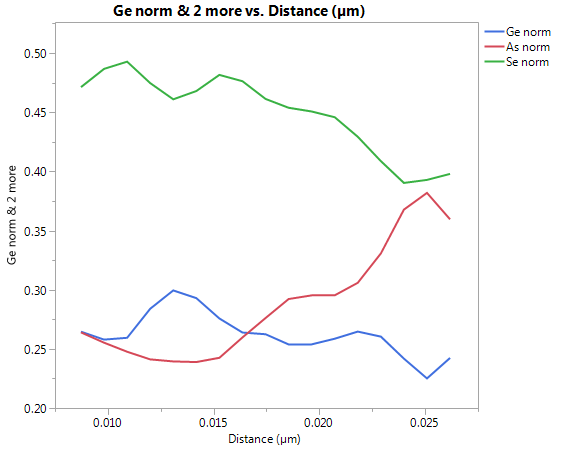 Ge norm & 2 more vs. Distance (µm)
Ge norm
As norm
Se norm
0.50
0.45
0.40
0.35
0.30
0.25
0.20
Ge norm & 2 more
0.010
0.015
0.020
0.025
Distance (µm)